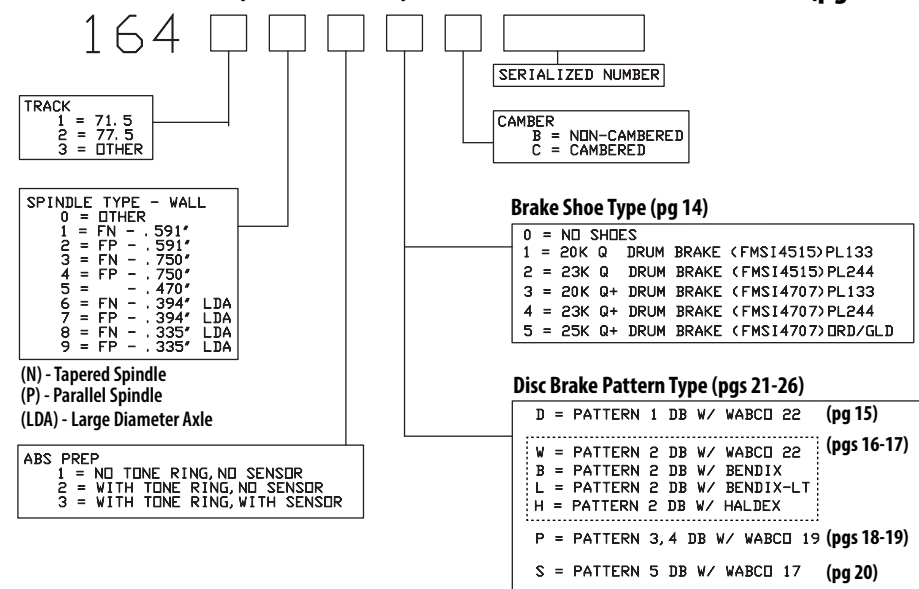 164
SERIALIZED NUMBER
TRACK
1 = 71.5
2 = 77.5
3 = OTHER
CAMBER
B = NON-CAMBERED
C = CAMBERED
SPINDLE TYPE - WALL
0 = OTHER
1 = FN - .591"
2 = FP - .591"
3 = FN - .750"
4 = FP - .750"
5 = - .470"
6 = FN - .394" LDA
7 = FP - .394" LDA
8 = FN - .335" LDA
9 = FP - .335" LDA
(N) - Tapered Spindle
(P) - Parallel Spindle
(LDA) - Large Diameter Axle
ABS PREP
1 = NO TONE RING, NO SENSOR
2 = WITH TONE RING, NO SENSOR
3 = WITH TONE RING, WITH SENSOR
Brake Shoe Type (pg 14)
0 = NO SHOES
1 = 20K Q DRUM BRAKE (FMSI4515)PL133
2 = 23K Q DRUM BRAKE (FMSI4515)PL244
3 = 20K Q+ DRUM BRAKE (FMSI4707)PL133
4 = 23K Q+ DRUM BRAKE (FMSI4707)PL244
5 = 25K Q+ DRUM BRAKE (FMSI4707)ORD/GLD
Disc Brake Pattern Type (pgs 21-26)
D = PATTERN 1 DB W/ WABCO 22 (pg 15)
W = PATTERN 2 DB W/ WABCO 22 (pgs 16-17)
B = PATTERN 2 DB W/ BENDIX
L = PATTERN 2 DB W/ BENDIX-LT
H = PATTERN 2 DB W/ HALDEX
P = PATTERN 3,4 DB W/ WABCO 19 (pgs 18-19)
S = PATTERN 5 DB W/ WABCO 17 (pg 20)